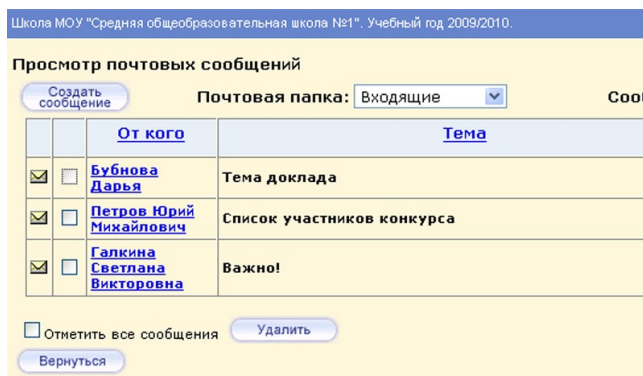 Школа МОУ "Средняя общеобразовательная школа №1". Учебный год 2009/2010.
Просмотр почтовых сообщений
Создать сообщение
Почтовая папка: Входящие
Соо
От кого Тема
Бубнова Дарья
Тема доклада
Петров Юрий Михайлович
Список участников конкурса
Галкина Светлана Викторовна
Важно!
Отметить все сообщения Удалить
Вернуться